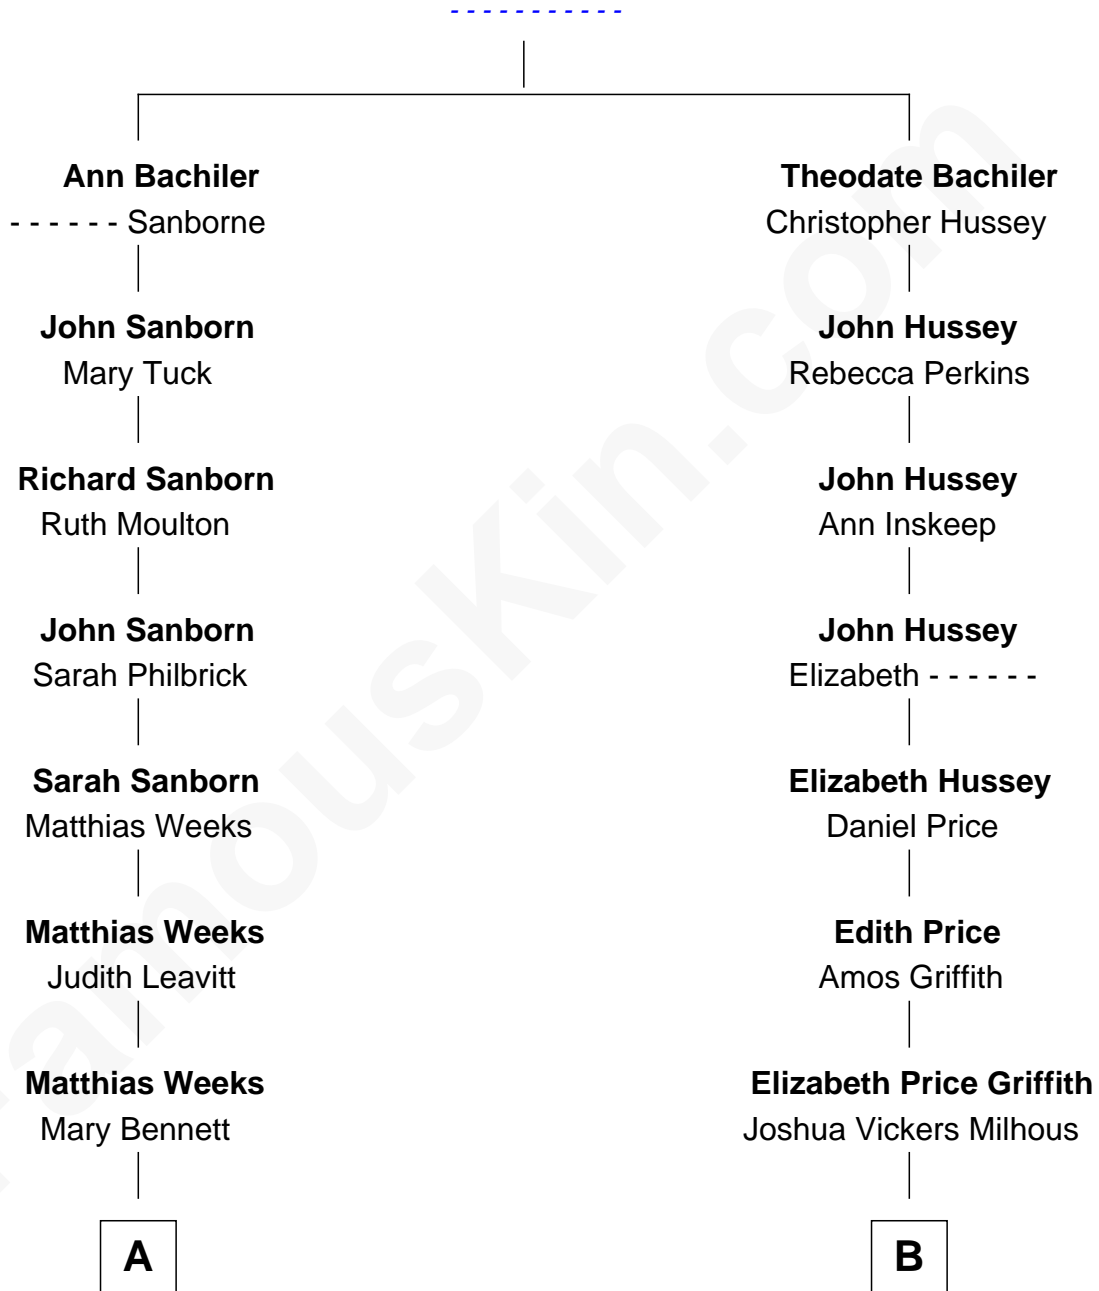 - - - - - - - - - - -
Ann Bachiler
- - - - - - Sanborne
John Sanborn
Mary Tuck
Richard Sanborn
Ruth Moulton
John Sanborn
Sarah Philbrick
Sarah Sanborn
Matthias Weeks
Matthias Weeks
Judith Leavitt
Matthias Weeks
Mary Bennett
A
Theodate Bachiler
Christopher Hussey
John Hussey
Rebecca Perkins
John Hussey
Ann Inskeep
John Hussey
Elizabeth - - - - - -
Elizabeth Hussey
Daniel Price
Edith Price
Amos Griffith
Elizabeth Price Griffith
Joshua Vickers Milhous
B
FamousKin.com